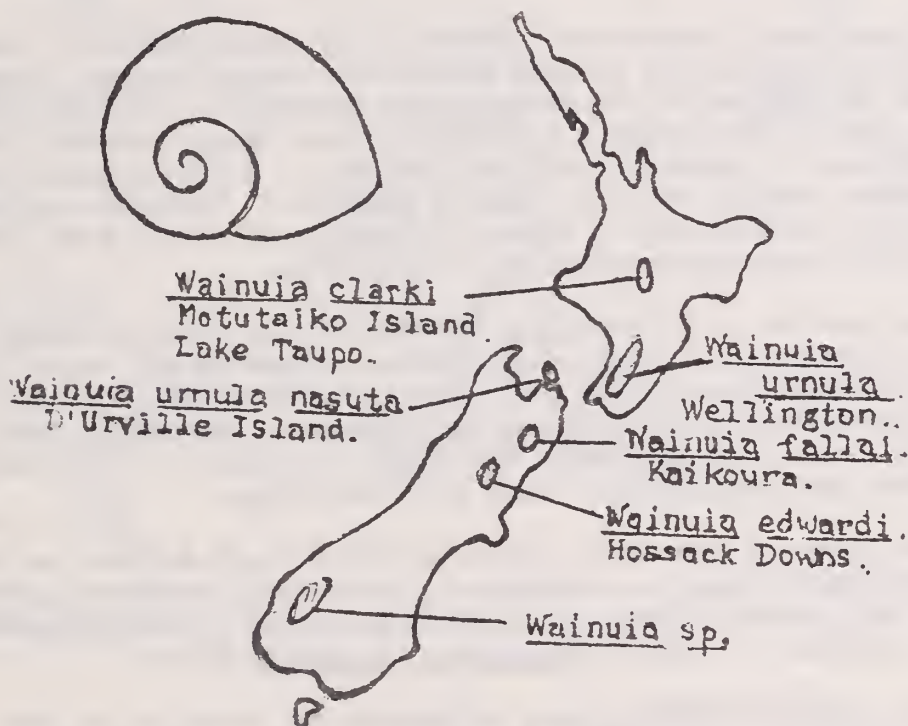 Wainuia clarki
Motutaiko Island
Lake Taupo.
Wainuia urnula nasuta
D'Urville Island.
Wainuia
urnula.
Wellington..
Wainuia fallai.
Kaikoura.
Wainuia edwardi.
Hossack Downs.
Wainuia sp.